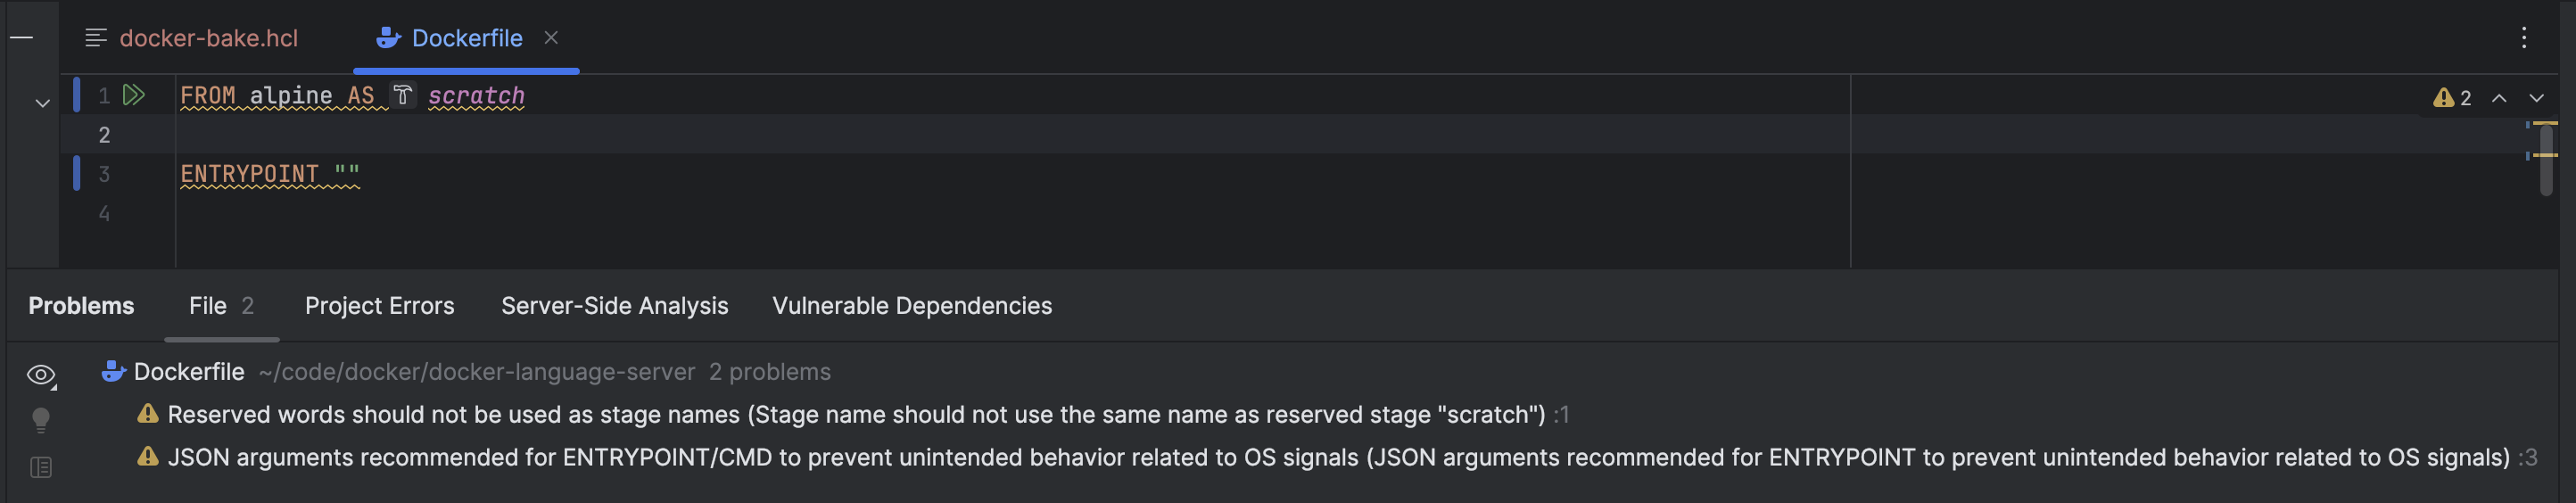 docker-bake.hcl Dockerfile
1 FROM alpine AS scratch 2
2
3 ENTRYPOINT ""
4
Problems File 2 Project Errors Server-Side Analysis Vulnerable Dependencies
Dockerfile ~/code/docker/docker-language-server 2 problems
Reserved words should not be used as stage names (Stage name should not use the same name as reserved stage "scratch") :1
JSON arguments recommended for ENTRYPOINT/CMD to prevent unintended behavior related to OS signals (JSON arguments recommended for ENTRYPOINT to prevent unintended behavior related to OS signals) :3